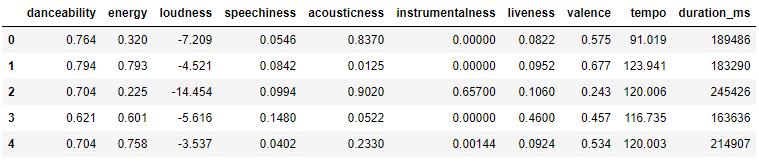 danceability energy loudness speechiness acousticness instrumentalness liveness valence tempo duration_ms
0 0.764 0.320 -7.209 0.0546 0.8370 0.00000 0.0822 0.575 91.019 189486
1 0.794 0.793 -4.521 0.0842 0.0125 0.00000 0.0952 0.677 123.941 183290
2 0.704 0.225 -14.454 0.0994 0.9020 0.65700 0.1060 0.243 120.006 245426
3 0.621 0.601 -5.616 0.1480 0.0522 0.00000 0.4600 0.457 116.735 163636
4 0.704 0.758 -3.537 0.0402 0.2330 0.00144 0.0924 0.534 120.003 214907